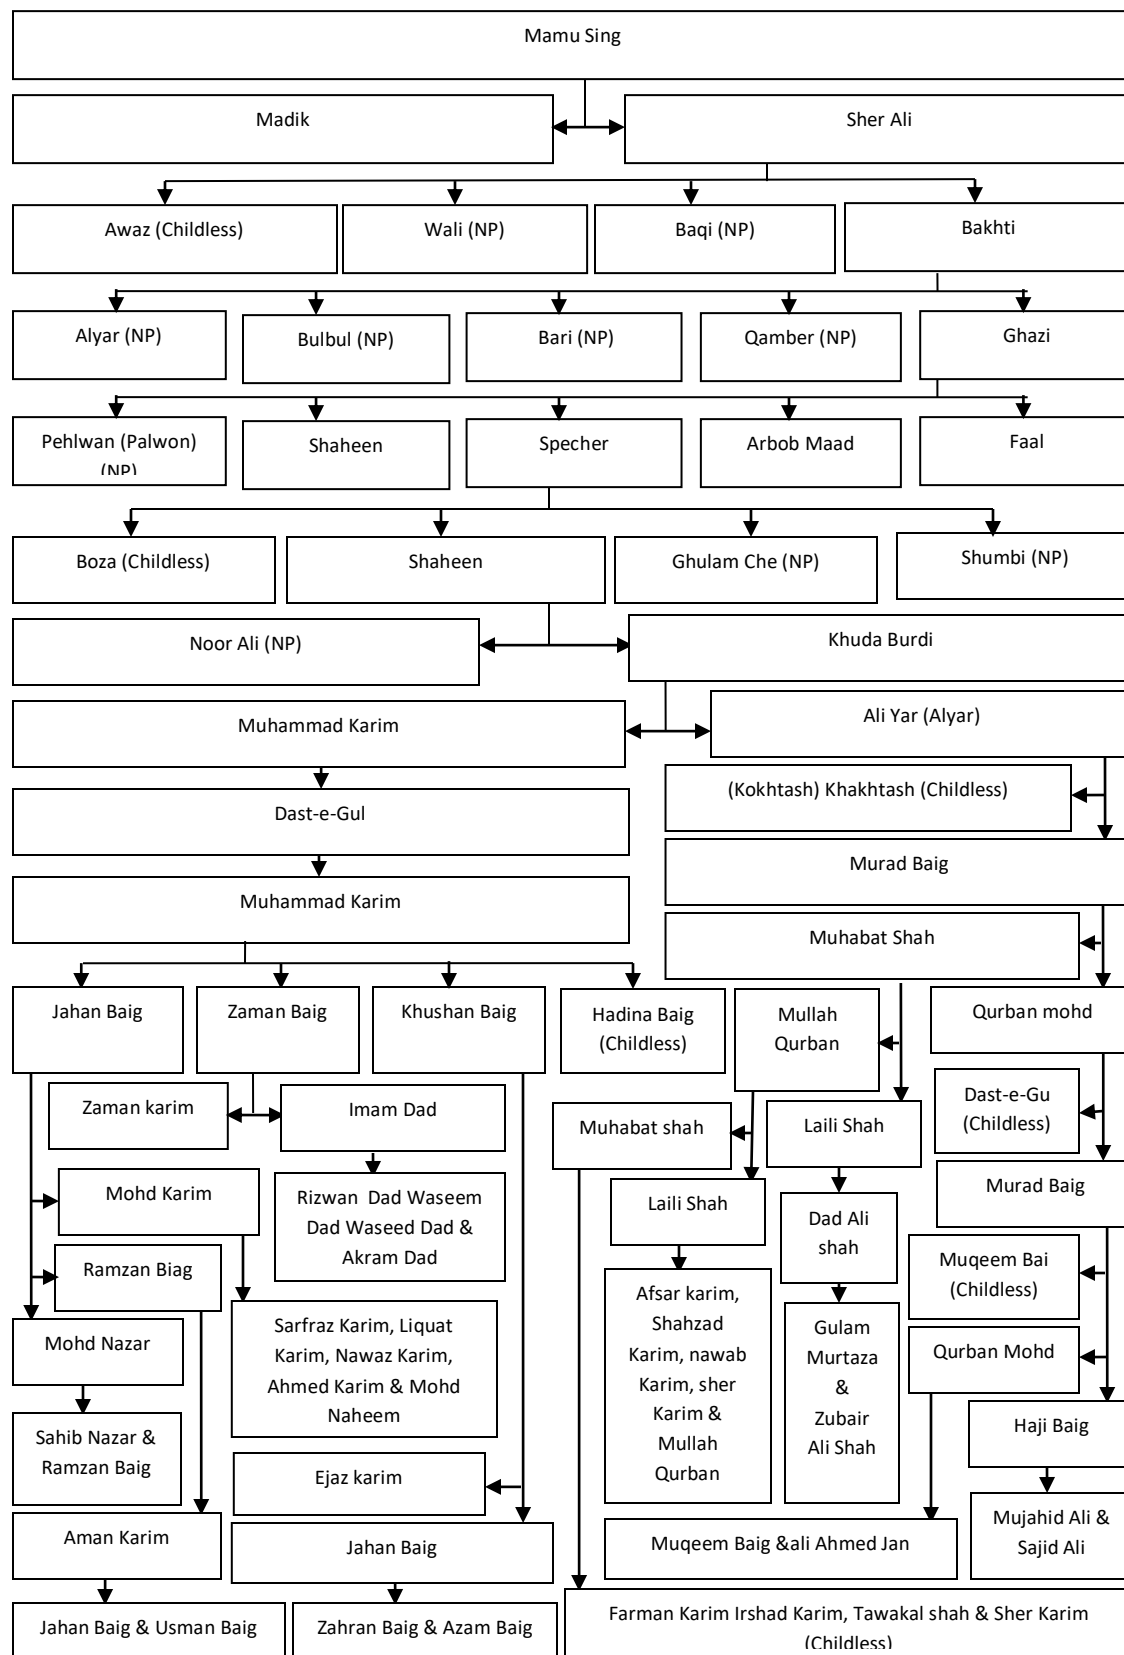 Mamu Sing
Madik
Sher Ali
Awaz (Childless)
Wali (NP)
Baqi (NP)
Bakhti
Alyar (NP)
Bulbul (NP)
Bari (NP)
Qamber (NP)
Ghazi
Pehlwan (Palwon)
(NP)
Shaheen
Specher
Arbob Maad
Faal
Boza (Childless)
Shaheen
Ghulam Che (NP)
Shumbi (NP)
Noor Ali (NP)
Khuda Burdi
Muhammad Karim
Ali Yar (Alyar)
(Kokhtash) Khakhtash (Childless)
Dast-e-Gul
Murad Baig
Muhammad Karim
Muhabat Shah
Jahan Baig
Zaman Baig
Khushan Baig
Hadina Baig
(Childless)
Mullah
Qurban
Qurban mohd
Zaman karim
Imam Dad
Muhabat shah
Laili Shah
Dast-e-Gu
(Childless)
Mohd Karim
Rizwan  Dad Waseem
Dad Waseed Dad &
Akram Dad
Laili Shah
Dad Ali
shah
Murad Baig
Ramzan Biag
Muqeem Bai
(Childless)
Mohd Nazar
Sarfraz Karim, Liquat
Karim, Nawaz Karim,
Ahmed Karim & Mohd
Naheem
Afsar karim,
Shahzad
Karim, nawab
Karim, sher
Karim &
Mullah
Qurban
Gulam
Murtaza
&
Zubair
Ali Shah
Qurban Mohd
Haji Baig
Sahib Nazar &
Ramzan Baig
Ejaz karim
Aman Karim
Jahan Baig
Muqeem Baig &ali Ahmed Jan
Mujahid Ali &
Sajid Ali
Jahan Baig & Usman Baig
Zahran Baig & Azam Baig
Farman Karim Irshad Karim, Tawakal shah & Sher Karim
(Childless)